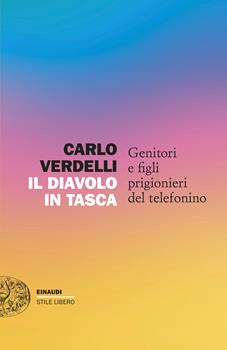 CARLO
VERDELLI
IL DIAVOLO
IN TASCA
Genitori
e figli
prigionieri
del telefonino
EINAUDI
STILE LIBERO